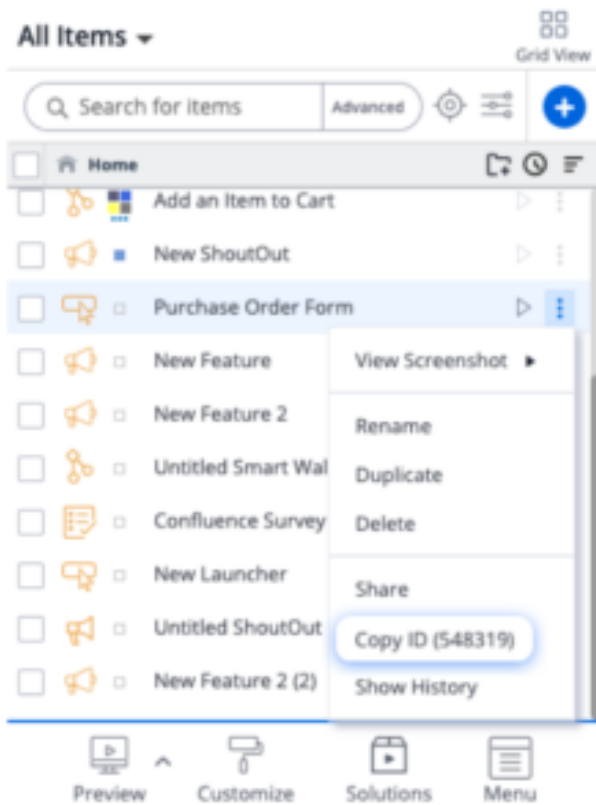 All Items
Grid View
Search for items
Advanced
Home
Add an Item to Cart
New ShoutOut
Purchase Order Form
New Feature
View Screenshot
New Feature 2
Rename
Untitled Smart Wal
Duplicate
Confluence Survey
Delete
New Launcher
Share
Untitled ShoutOut
Copy ID (548319)
New Feature 2 (2)
Show History
Preview
Customize
Solutions
Menu